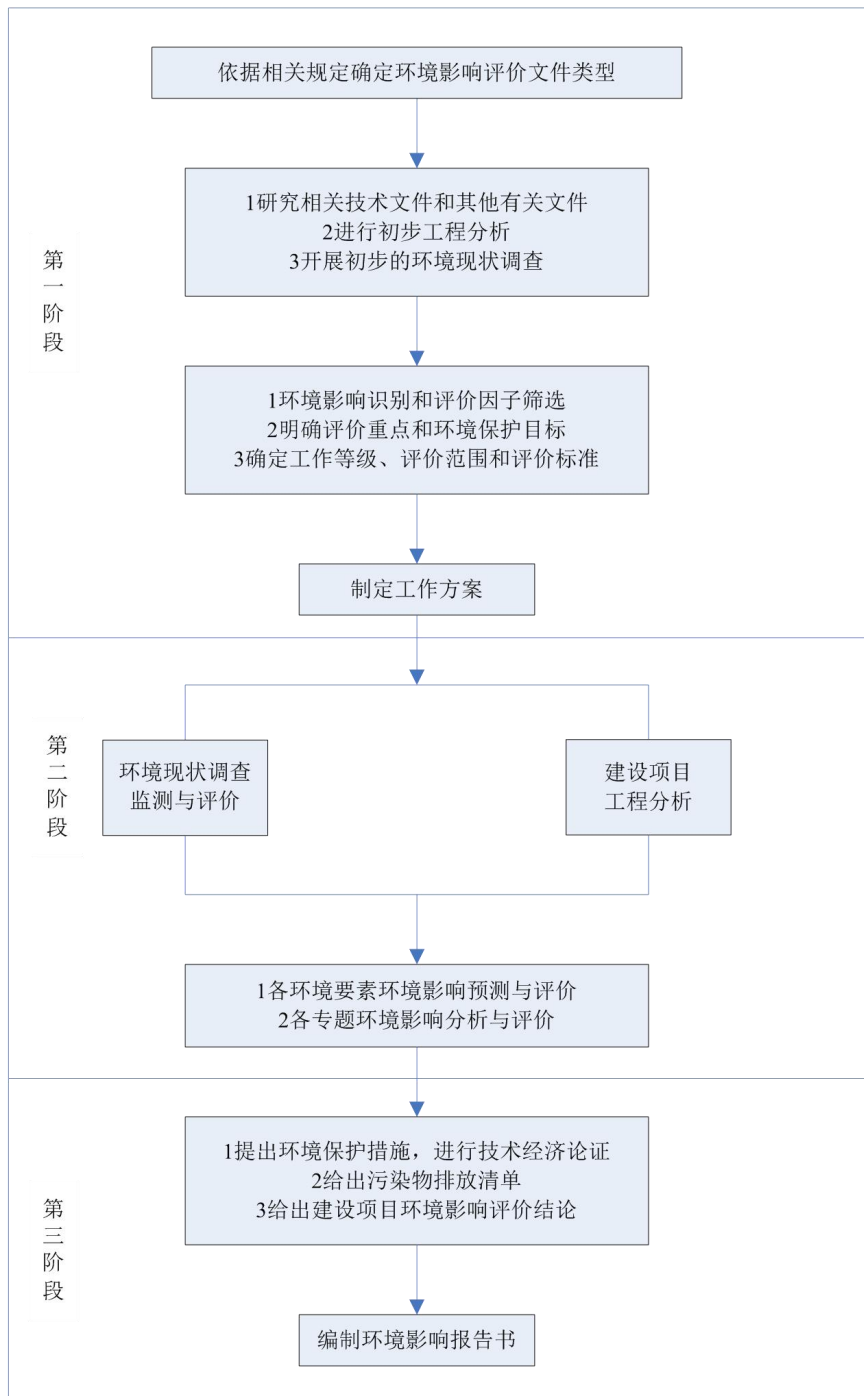 依据相关规定确定环境影响评价文件类型
1研究相关技术文件和其他有关文件
2进行初步工程分析
3开展初步的环境现状调查
第
一
阶
段
1环境影响识别和评价因子筛选
2明确评价重点和环境保护目标
3确定工作等级、评价范围和评价标准
制定工作方案
第
二
阶
段
环境现状调查
监测与评价
建设项目
工程分析
1各环境要素环境影响预测与评价
2各专题环境影响分析与评价
1提出环境保护措施，进行技术经济论证
2给出污染物排放清单
3给出建设项目环境影响评价结论
第
三
阶
段
编制环境影响报告书